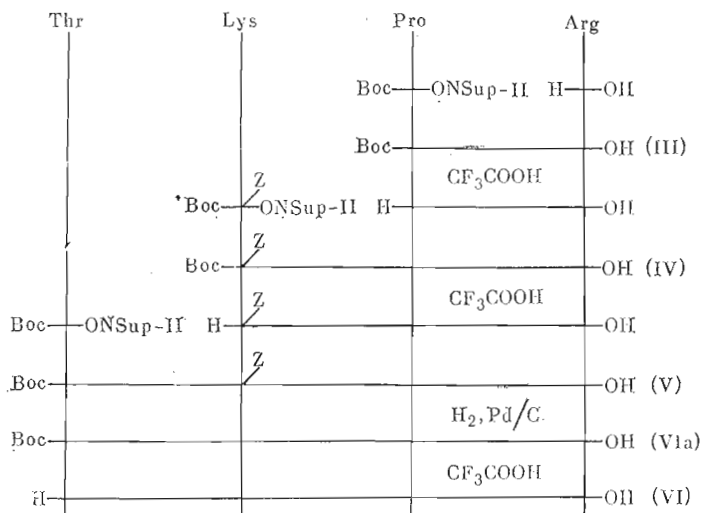 Thr Lys Pro Arg
Boc ONSup-II H OH
Boc OH (III)
CF₃COOH
Z
Boc ONSup-II H OH
Z
Boc OH (IV)
CF₃COOH
Z
Boc ONSup-II H OH
Z
Boc OH (V)
H₂, Pd/C.
Boc OH (VIa)
CF₃COOH
H OH (VI)